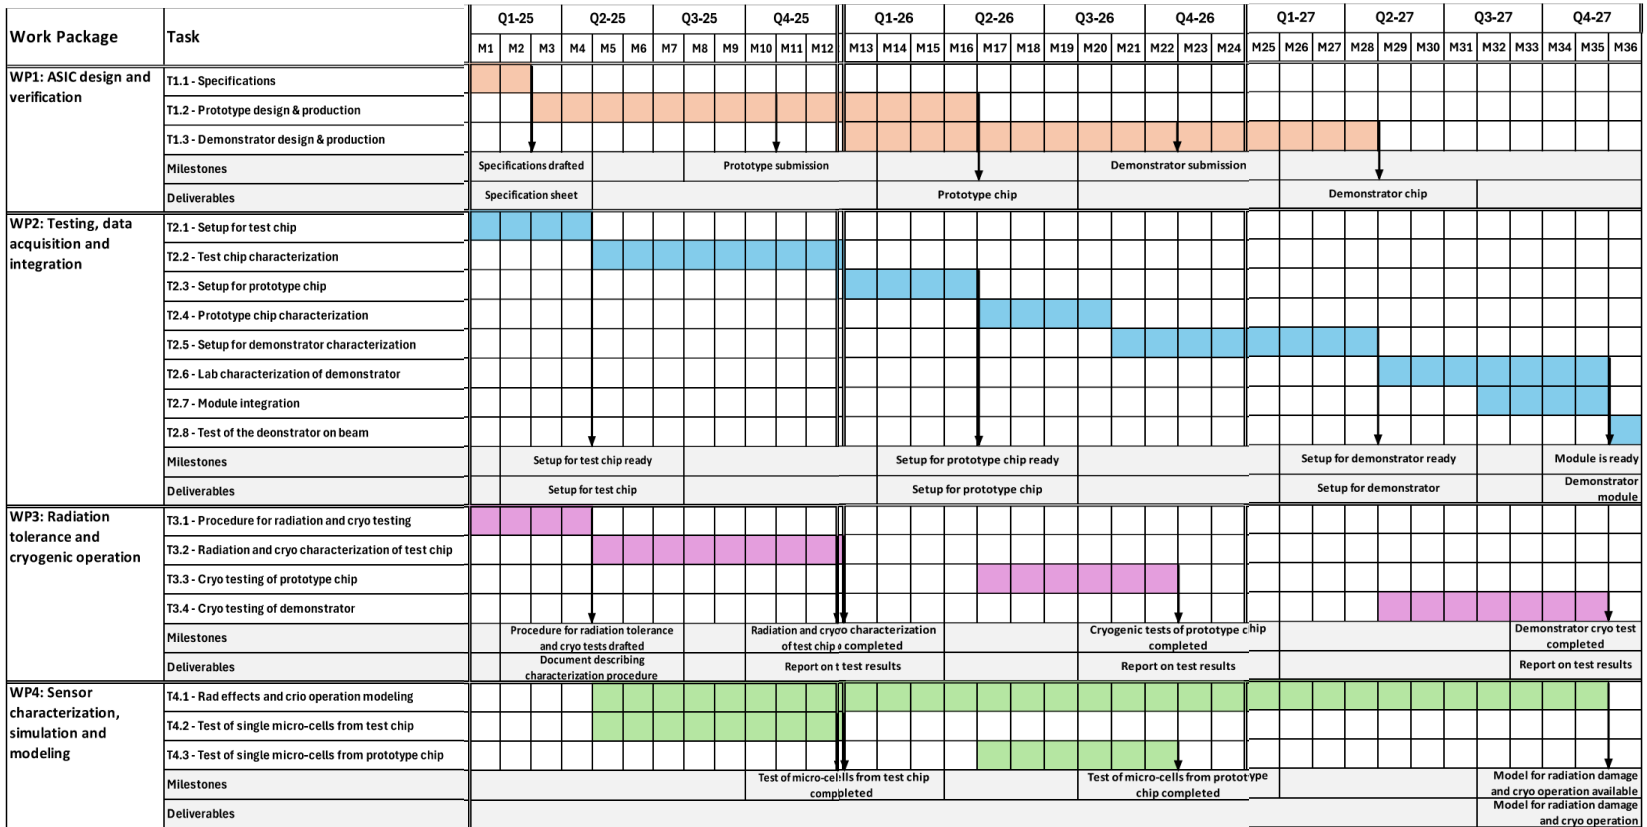 Work Package Task Q1-25 Q2-25 Q3-25 Q4-25 Q1-26 Q2-26 Q3-26 Q4-26 Q1-27 Q2-27 Q3-27 Q4-27
M1 M2 M3 M4 M5 M6 M7 M8 M9 M10 M11 M12 M13 M14 M15 M16 M17 M18 M19 M20 M21 M22 M23 M24 M25 M26 M27 M28 M29 M30 M31 M32 M33 M34 M35 M36
WP1: ASIC design and
verification
T1.1 - Specifications
T1.2 - Prototype design & production
T1.3 - Demonstrator design & production
Milestones Specifications drafted Prototype submission Demonstrator submission
Deliverables Specification sheet Prototype chip Demonstrator chip
WP2: Testing, data
acquisition and
integration
T2.1 - Setup for test chip
T2.2 - Test chip characterization
T2.3 - Setup for prototype chip
T2.4 - Prototype chip characterization
T2.5 - Setup for demonstrator characterization
T2.6 - Lab characterization of demonstrator
T2.7 - Module integration
T2.8 - Test of the deonstrator on beam
Milestones Setup for test chip ready Setup for prototype chip ready Setup for demonstrator ready Module is ready
Deliverables Setup for test chip Setup for prototype chip Setup for demonstrator Demonstrator
module
WP3: Radiation
tolerance and
cryogenic operation
T3.1 - Procedure for radiation and cryo testing
T3.2 - Radiation and cryo characterization of test chip
T3.3 - Cryo testing of prototype chip
T3.4 - Cryo testing of demonstrator
Milestones Procedure for radiation tolerance
and cryo tests drafted
Radiation and cryo characterization
of test chip completed
Cryogenic tests of prototype chip
completed
Demonstrator cryo test
completed
Deliverables Document describing
characterization procedure
Report on test results Report on test results Report on test results
WP4: Sensor
characterization,
simulation and
modeling
T4.1 - Rad effects and crio operation modeling
T4.2 - Test of single micro-cells from test chip
T4.3 - Test of single micro-cells from prototype chip
Milestones Test of micro-cells from test chip
completed
Test of micro-cells from prototype
chip completed
Model for radiation damage
and cryo operation available
Deliverables Model for radiation damage
and cryo operation